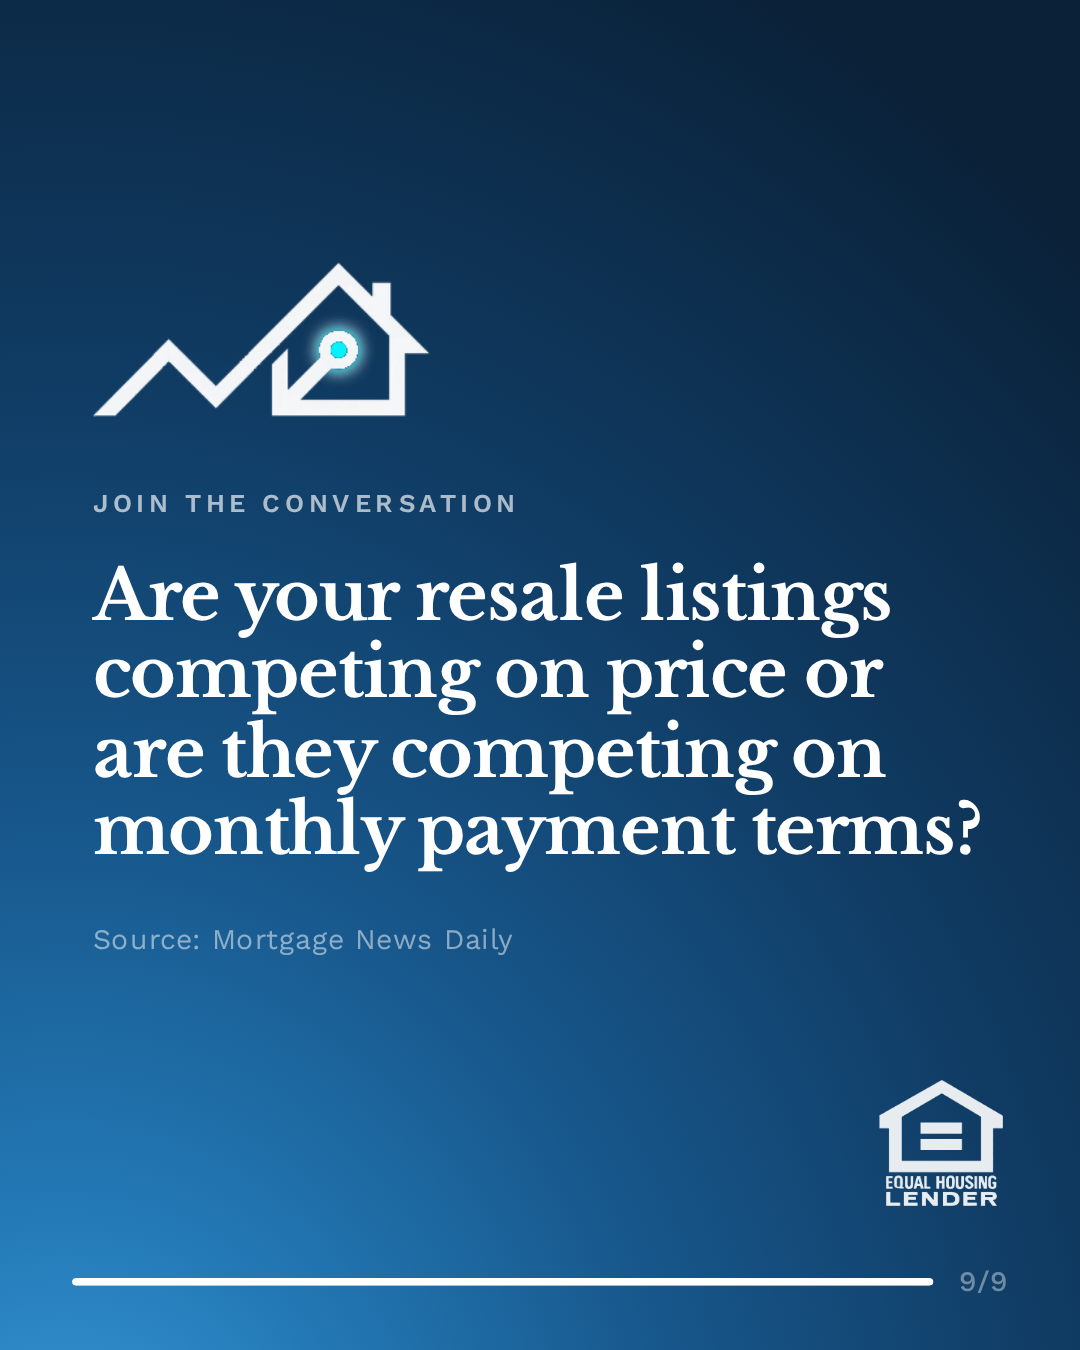 JOIN THE CONVERSATION
Are your resale listings
competing on price or
are they competing on
monthly payment terms?
Source: Mortgage News Daily
EQUAL HOUSING
LENDER
9/9